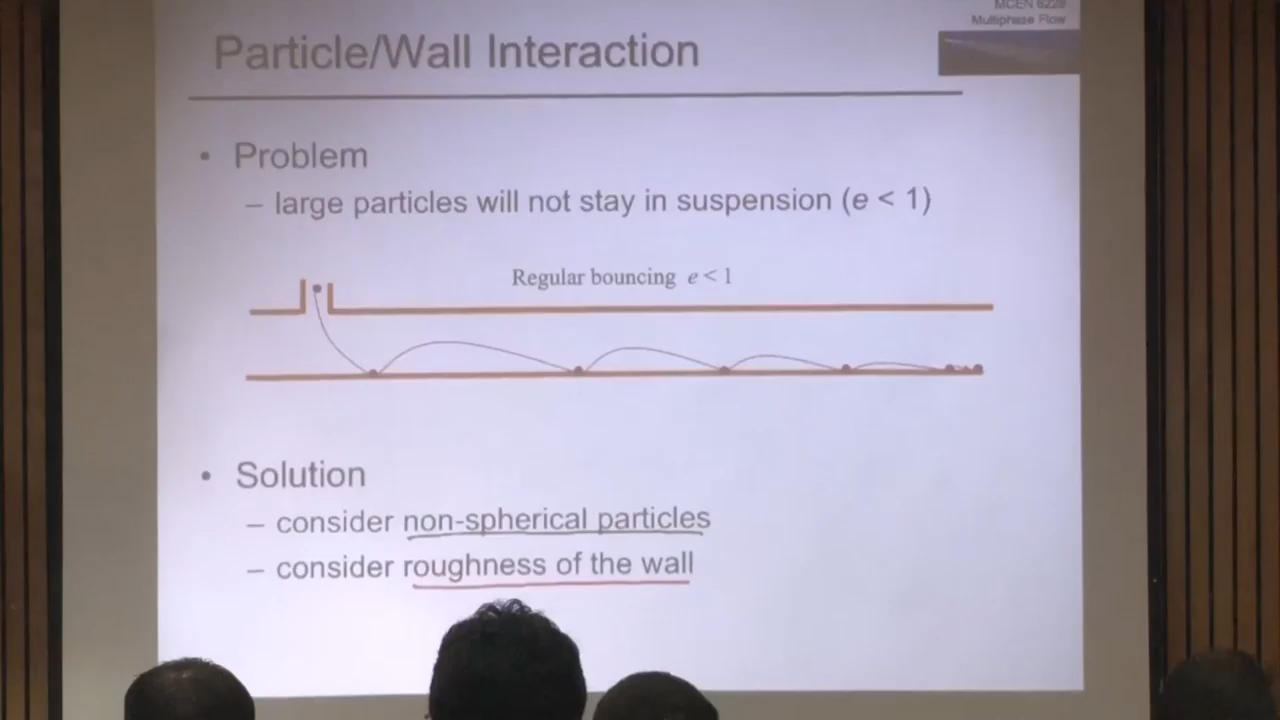 MCEN 6228
Multiphase Flow
Particle/Wall Interaction
• Problem
– large particles will not stay in suspension (e < 1)
Regular bouncing e < 1
• Solution
– consider non-spherical particles
– consider roughness of the wall